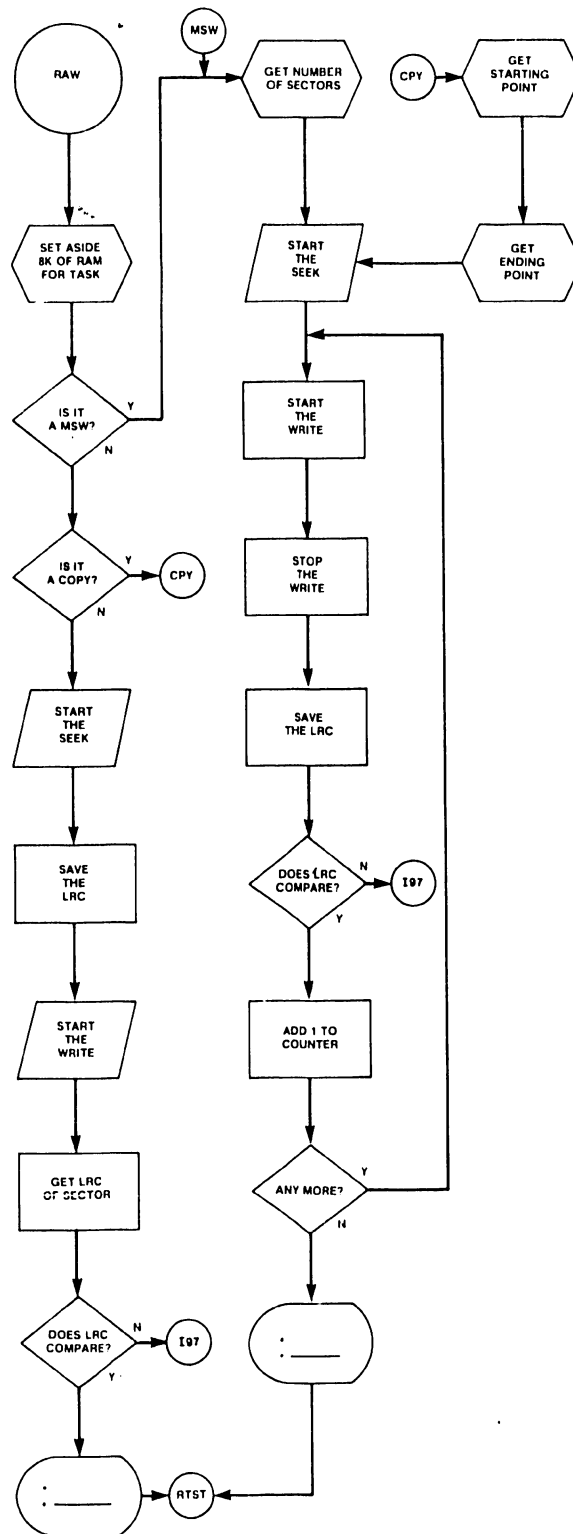 RAW
SET ASIDE
8K OF RAM
FOR TASK
IS IT
A MSW?
Y
N
IS IT
A COPY?
Y
N
CPY
START
THE
SEEK
SAVE
THE
LRC
START
THE
WRITE
GET LRC
OF SECTOR
DOES LRC
COMPARE?
N
Y
I97
: _____
RTST
MSW
GET NUMBER
OF SECTORS
START
THE
SEEK
START
THE
WRITE
STOP
THE
WRITE
SAVE
THE LRC
DOES LRC
COMPARE?
N
Y
I97
ADD 1 TO
COUNTER
ANY MORE?
Y
N
: _____
CPY
GET
STARTING
POINT
GET
ENDING
POINT